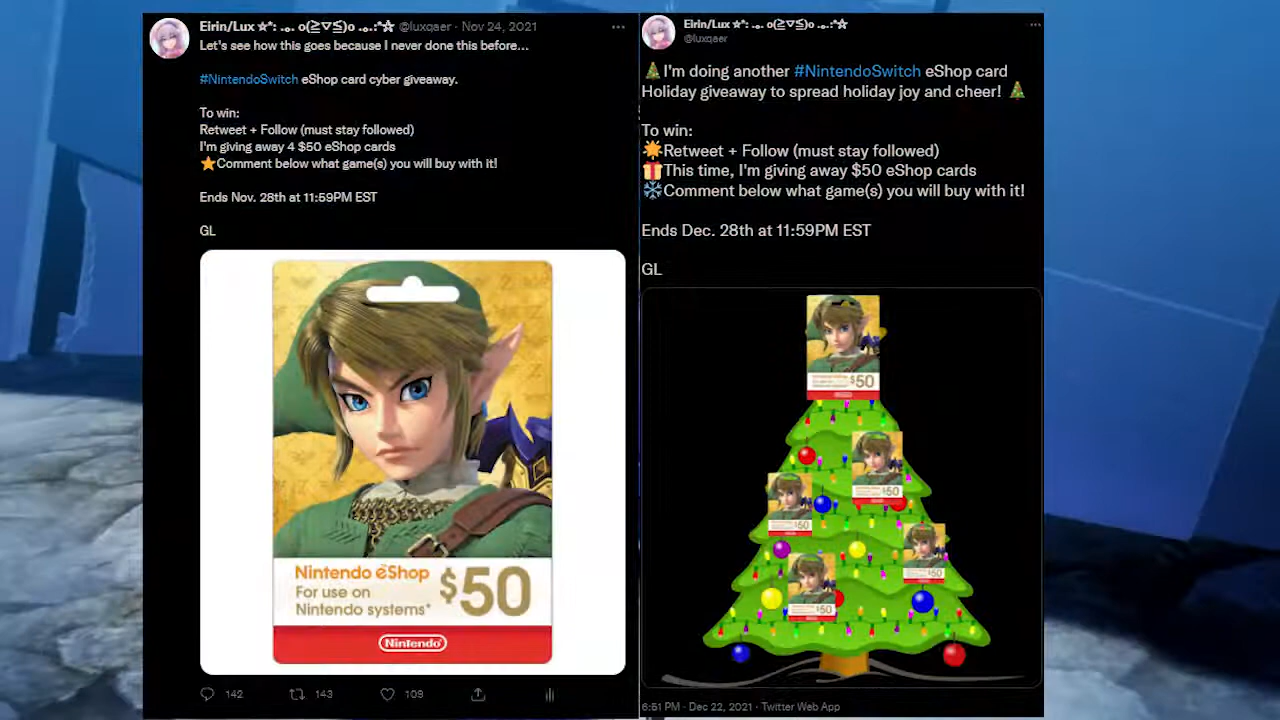 Eirin/Lux ☆*: .｡. o(≧▽≦)o .｡.:*☆ @luxqaer · Nov 24, 2021
Let's see how this goes because I never done this before...
#NintendoSwitch eShop card cyber giveaway.
To win:
Retweet + Follow (must stay followed)
I'm giving away 4 $50 eShop cards
⭐Comment below what game(s) you will buy with it!
Ends Nov. 28th at 11:59PM EST
GL
Nintendo eShop
For use on
Nintendo systems*
$50
Nintendo
142 143 109
Eirin/Lux ☆*: .｡. o(≧▽≦)o .｡.:*☆
@luxqaer
🎄I'm doing another #NintendoSwitch eShop card
Holiday giveaway to spread holiday joy and cheer! 🎄
To win:
🌟Retweet + Follow (must stay followed)
🎁This time, I'm giving away $50 eShop cards
❄️Comment below what game(s) you will buy with it!
Ends Dec. 28th at 11:59PM EST
GL
$50
$50
$50
$50
$50
6:51 PM · Dec 22, 2021 · Twitter Web App